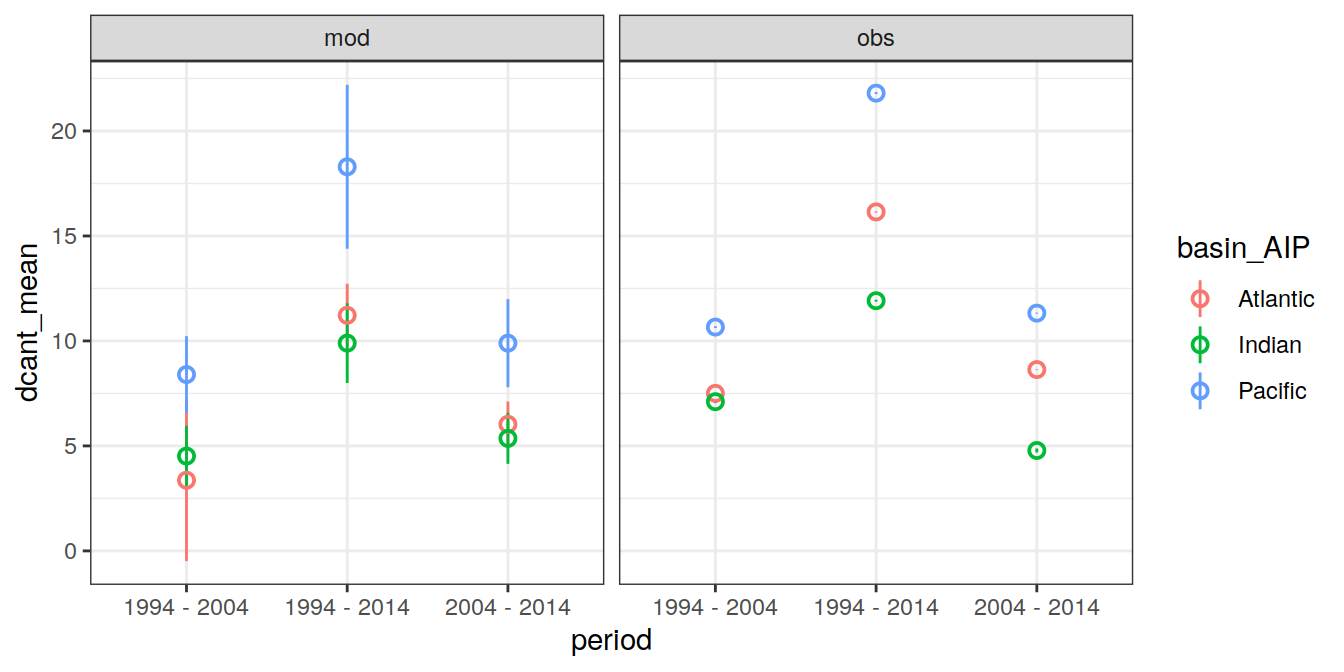 mod
obs
20
15
10
5
0
dcant_mean
1994 - 2004
1994 - 2014
2004 - 2014
1994 - 2004
1994 - 2014
2004 - 2014
period
basin_AIP
Atlantic
Indian
Pacific